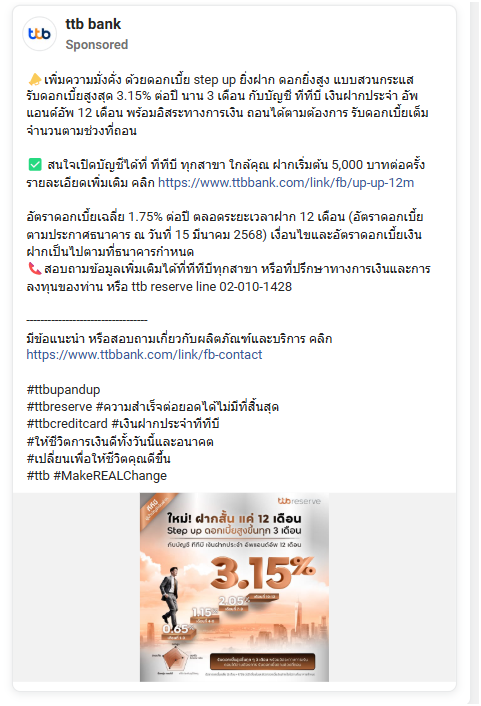 ttb bank
Sponsored
เพิ่มความมั่งคั่ง ด้วยดอกเบี้ย step up ยิ่งฝาก ดอกยิ่งสูง แบบสวนกระแส
รับดอกเบี้ยสูงสุด 3.15% ต่อปี นาน 3 เดือน กับบัญชี ทีทีบี เงินฝากประจำ อัพ
แอนด์อัพ 12 เดือน พร้อมอิสระทางการเงิน ถอนได้ตามต้องการ รับดอกเบี้ยเต็ม
จำนวนตามช่วงที่ถอน
✅ สนใจเปิดบัญชีได้ที่ ทีทีบี ทุกสาขา ใกล้คุณ ฝากเริ่มต้น 5,000 บาทต่อครั้ง
รายละเอียดเพิ่มเติม คลิก https://www.ttbbank.com/link/fb/up-up-12m
อัตราดอกเบี้ยเฉลี่ย 1.75% ต่อปี ตลอดระยะเวลาฝาก 12 เดือน (อัตราดอกเบี้ย
ตามประกาศธนาคาร ณ วันที่ 15 มีนาคม 2568) เงื่อนไขและอัตราดอกเบี้ยเงิน
ฝากเป็นไปตามที่ธนาคารกำหนด
📞สอบถามข้อมูลเพิ่มเติมได้ที่ทีทีบีทุกสาขา หรือที่ปรึกษาทางการเงินและการ
ลงทุนของท่าน หรือ ttb reserve line 02-010-1428
----------------------------------
มีข้อแนะนำ หรือสอบถามเกี่ยวกับผลิตภัณฑ์และบริการ คลิก
https://www.ttbbank.com/link/fb-contact
#ttbupandup
#ttbreserve #ความสำเร็จต่อยอดได้ไม่มีที่สิ้นสุด
#ttbcreditcard #เงินฝากประจำทีทีบี
#ให้ชีวิตการเงินดีทั้งวันนี้และอนาคต
#เปลี่ยนเพื่อให้ชีวิตคุณดีขึ้น
#ttb #MakeREALChange
ttb reserve
ใหม่! ฝากสั้น แค่ 12 เดือน
Step up ดอกเบี้ยสูงขึ้นทุก 3 เดือน
กับบัญชี ทีทีบี เงินฝากประจำ อัพแอนด์อัพ 12 เดือน
3.15%
2.05%
1.15%
0.65%